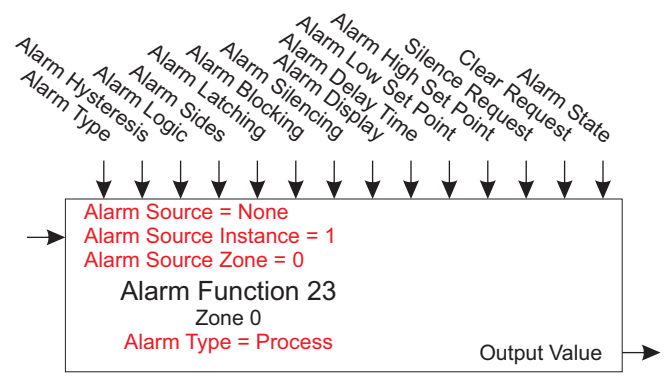 Alarm Type
Alarm Hysteresis
Alarm Logic
Alarm Sides
Alarm Latching
Alarm Blocking
Alarm Silencing
Alarm Display
Alarm Delay Time
Alarm Low Set Point
Alarm High Set Point
Silence Request
Clear Request
Alarm State
Alarm Source = None
Alarm Source Instance = 1
Alarm Source Zone = 0
Alarm Function 23
Zone 0
Alarm Type = Process
Output Value